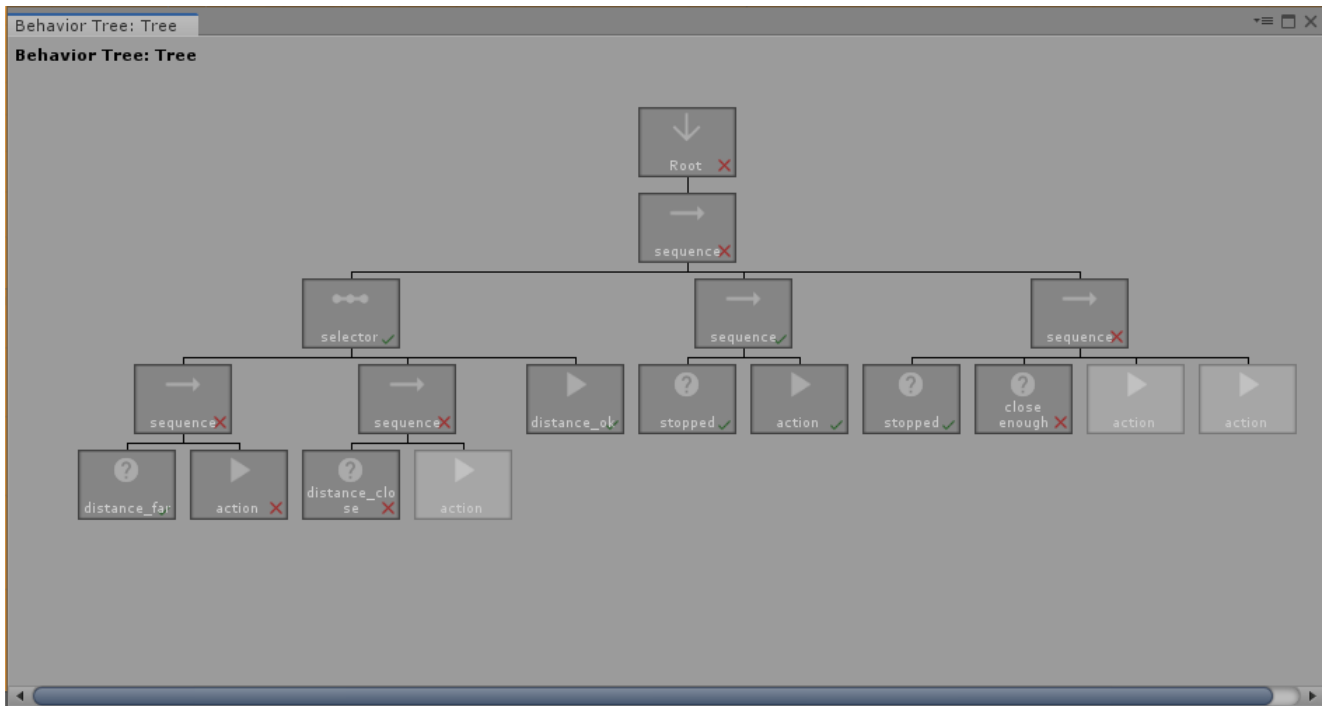 Behavior Tree: Tree
Behavior Tree: Tree
Root
sequence
selector
sequence
sequence
sequence
sequence
distance_ok
stopped
action
stopped
close
enough
action
action
distance_far
action
distance_clo
se
action